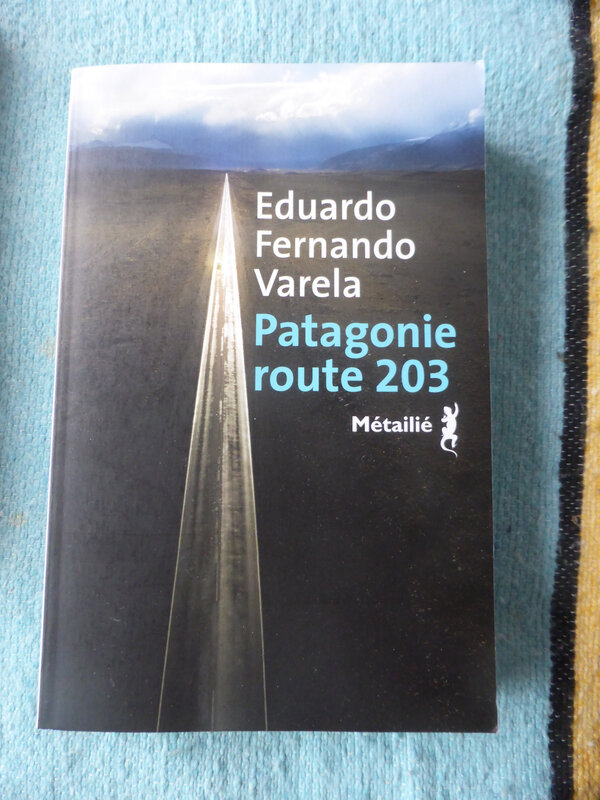 Eduardo
Fernando
Varela
Patagonie
route 203
Métailié